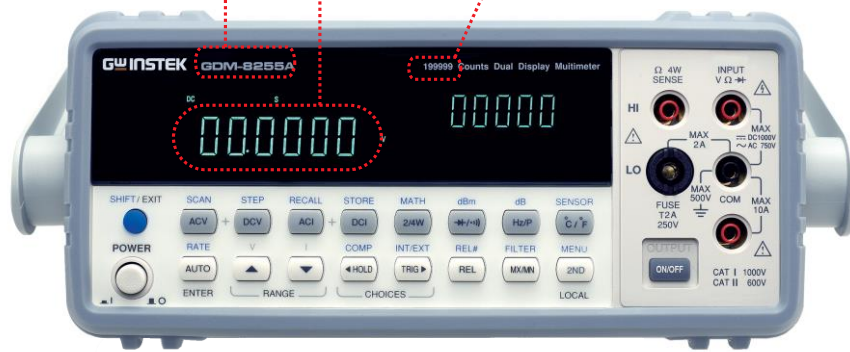 GW INSTEK GDM-8255A
199999 Counts Dual Display Multimeter
DC S
00.0000 V
00000
Ω 4W SENSE
INPUT V Ω
HI
LO
MAX 2A
MAX DC1000V AC 750V
MAX 500V
COM
MAX 10A
FUSE T2A 250V
SHIFT/EXIT SCAN STEP RECALL STORE MATH dBm dB SENSOR
ACV + DCV ACI + DCI 2/4W Hz/P °C/°F
POWER RATE V I COMP INT/EXT REL# FILTER MENU
AUTO ◀HOLD TRIG▶ REL MX/MN 2ND
ENTER RANGE CHOICES LOCAL
I O
OUTPUT
ON/OFF
CAT I 1000V
CAT II 600V